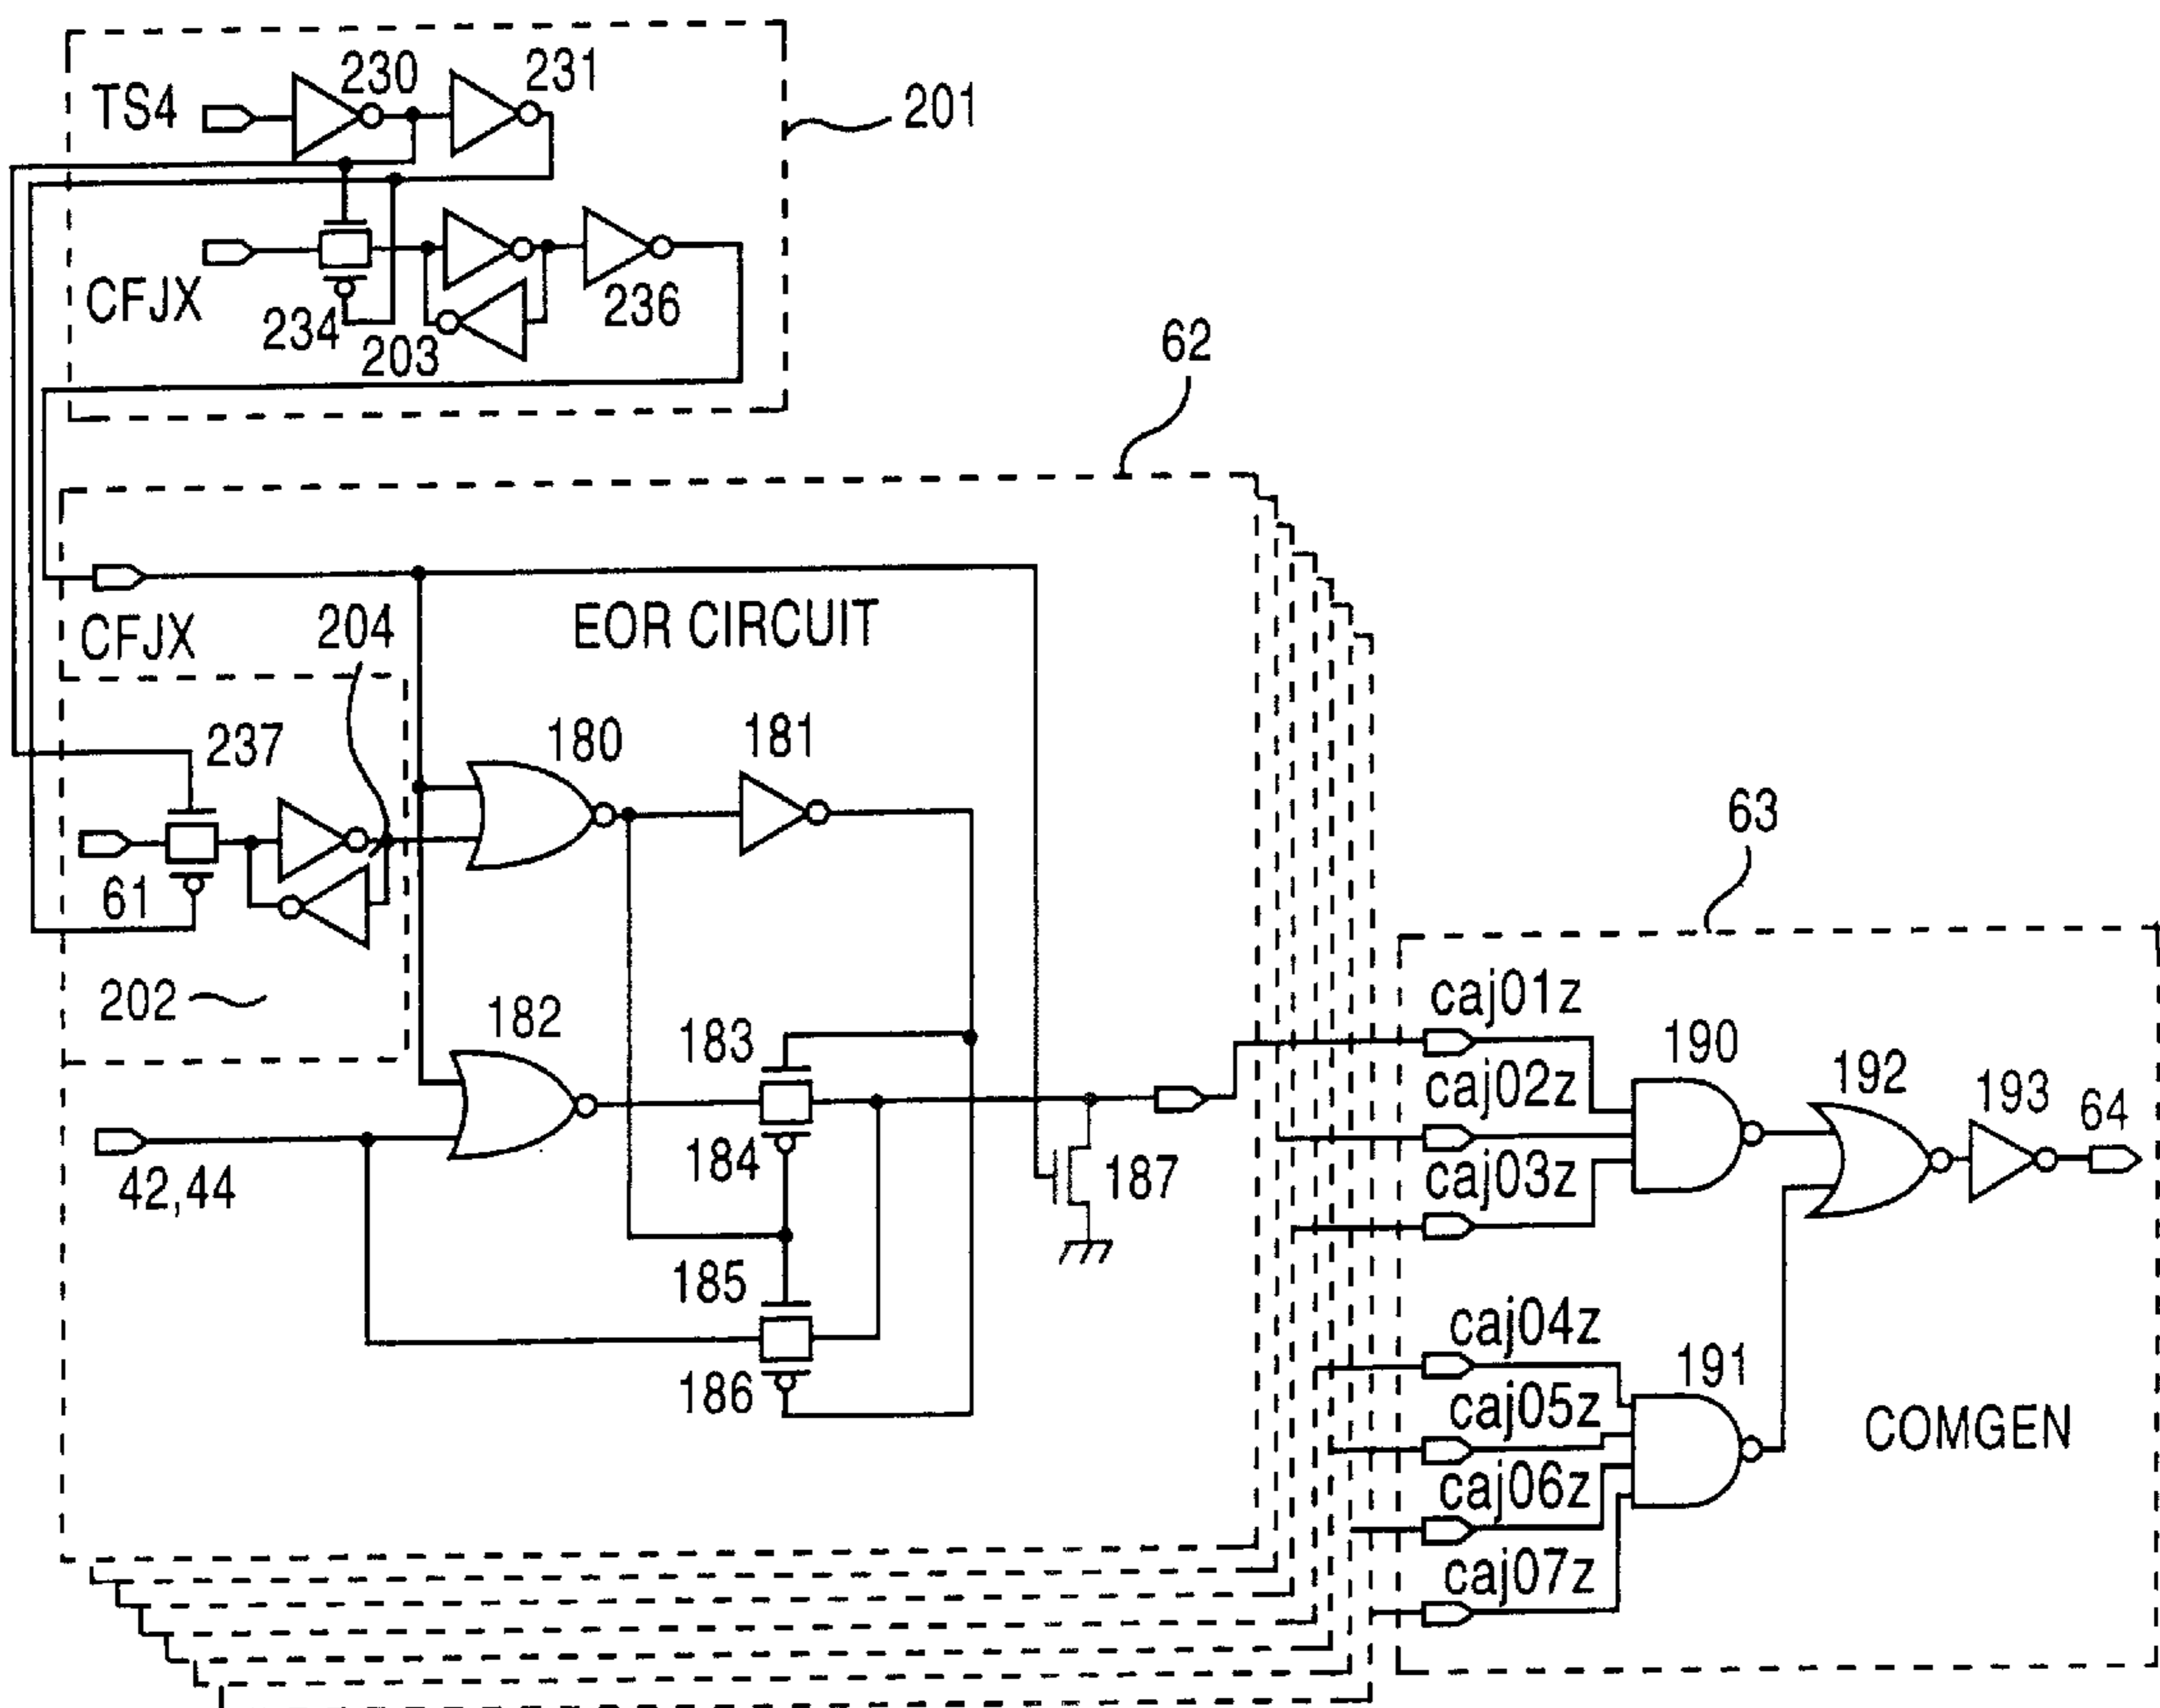 TS4
230
231
201
CFJX
234
203
236
62
CFJX
204
EOR CIRCUIT
237
180
181
61
202
182
183
184
42,44
187
185
186
63
caj01z
190
caj02z
192
193
64
caj03z
caj04z
191
caj05z
COMGEN
caj06z
caj07z